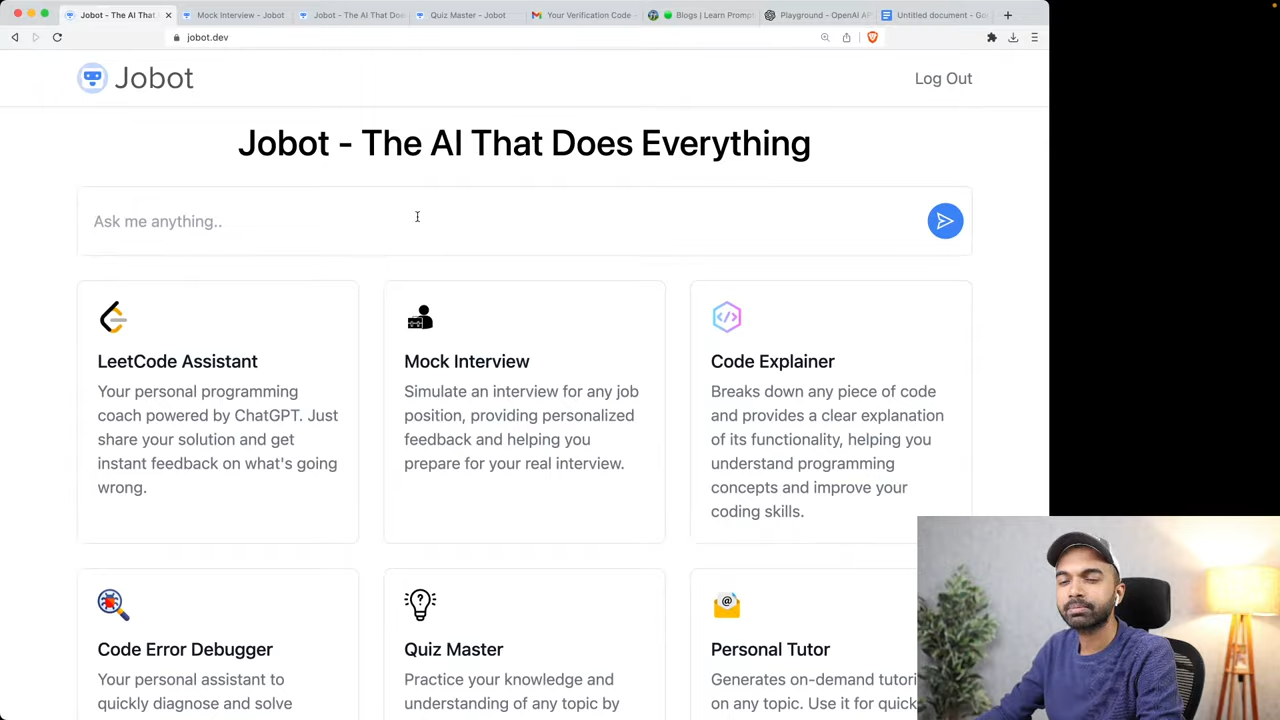 Jobot - The AI T
Mock Interview - Jobot
Jobot - The AI That Does
Quiz Master - Jobot
Your Verification Code -
Blogs | Learn Prompt
Playground - OpenAI AP
Untitled document - Go
jobot.dev
Jobot
Log Out
Jobot - The AI That Does Everything
Ask me anything..
LeetCode Assistant
Your personal programming
coach powered by ChatGPT. Just
share your solution and get
instant feedback on what's going
wrong.
Mock Interview
Simulate an interview for any job
position, providing personalized
feedback and helping you
prepare for your real interview.
Code Explainer
Breaks down any piece of code
and provides a clear explanation
of its functionality, helping you
understand programming
concepts and improve your
coding skills.
Code Error Debugger
Your personal assistant to
quickly diagnose and solve
Quiz Master
Practice your knowledge and
understanding of any topic by
Personal Tutor
Generates on-demand tutori
on any topic. Use it for quick